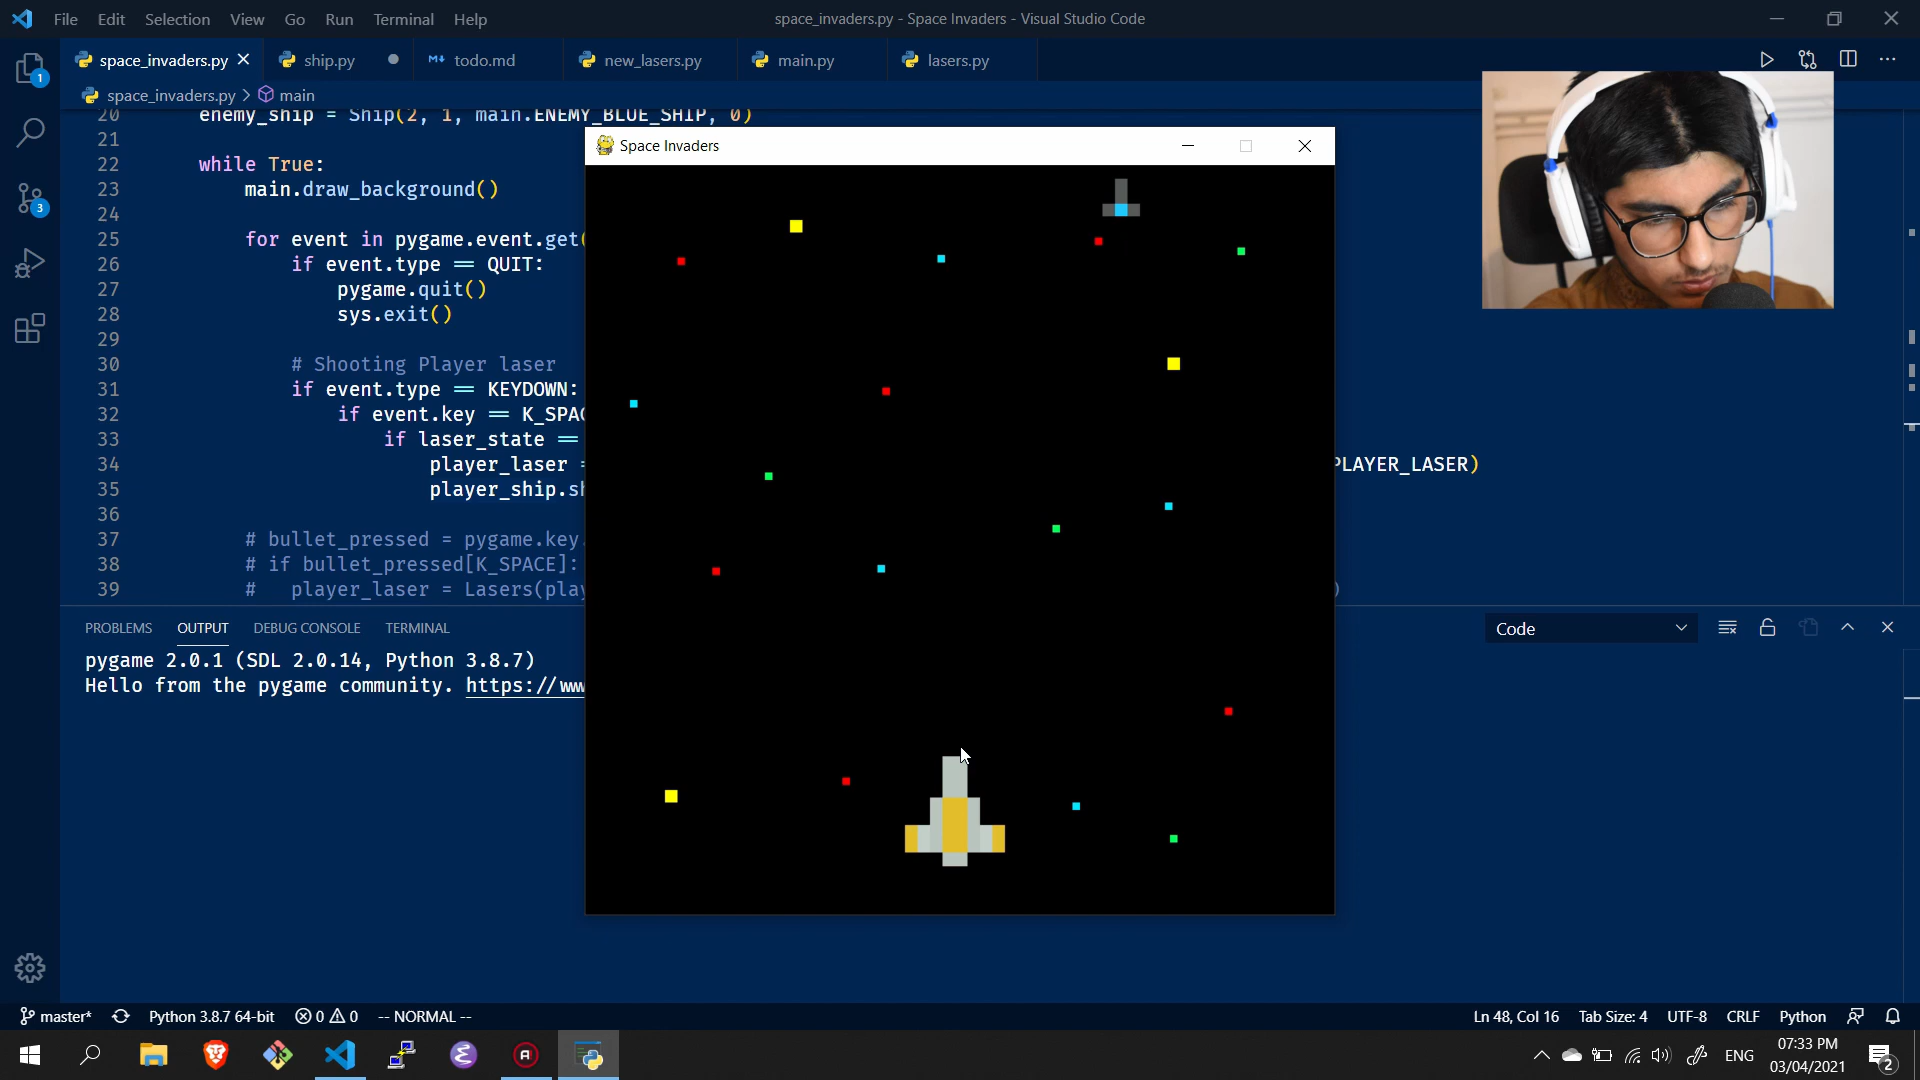 File Edit Selection View Go Run Terminal Help
space_invaders.py - Space Invaders - Visual Studio Code
space_invaders.py ship.py todo.md new_lasers.py main.py lasers.py
space_invaders.py > main
20 enemy_ship = Ship(2, 1, main.ENEMY_BLUE_SHIP, 0)
21
22 while True:
23 main.draw_background()
24
25 for event in pygame.event.get(
26 if event.type == QUIT:
27 pygame.quit()
28 sys.exit()
29
30 # Shooting Player laser
31 if event.type == KEYDOWN:
32 if event.key == K_SPAC
33 if laser_state ==
34 player_laser = PLAYER_LASER)
35 player_ship.sh
36
37 # bullet_pressed = pygame.key.
38 # if bullet_pressed[K_SPACE]:
39 # player_laser = Lasers(play )
Space Invaders
PROBLEMS OUTPUT DEBUG CONSOLE TERMINAL
Code
pygame 2.0.1 (SDL 2.0.14, Python 3.8.7)
Hello from the pygame community. https://ww
1
3
master* Python 3.8.7 64-bit 0 0 -- NORMAL --
Ln 48, Col 16 Tab Size: 4 UTF-8 CRLF Python
ENG
07:33 PM
03/04/2021
2